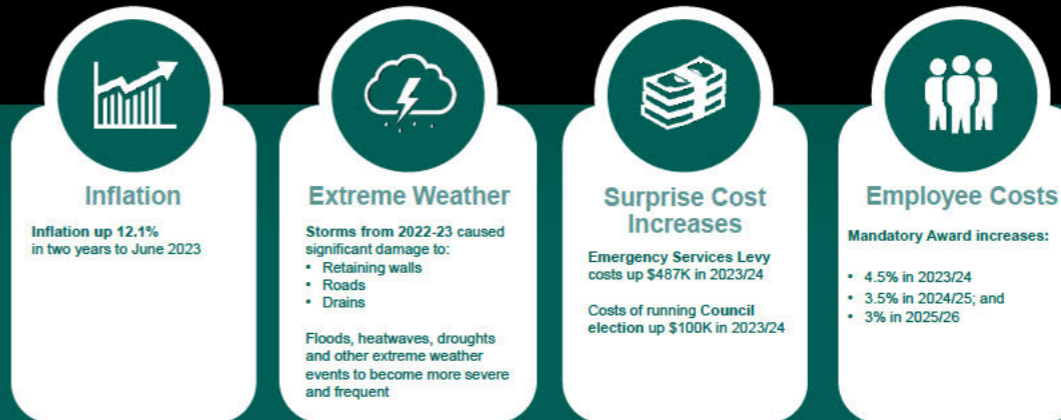 Inflation
Inflation up 12.1%
in two years to June 2023
Extreme Weather
Storms from 2022-23 caused
significant damage to:
• Retaining walls
• Roads
• Drains
Floods, heatwaves, droughts
and other extreme weather
events to become more severe
and frequent
Surprise Cost
Increases
Emergency Services Levy
costs up $487K in 2023/24
Costs of running Council
election up $100K in 2023/24
Employee Costs
Mandatory Award increases:
• 4.5% in 2023/24
• 3.5% in 2024/25; and
• 3% in 2025/26